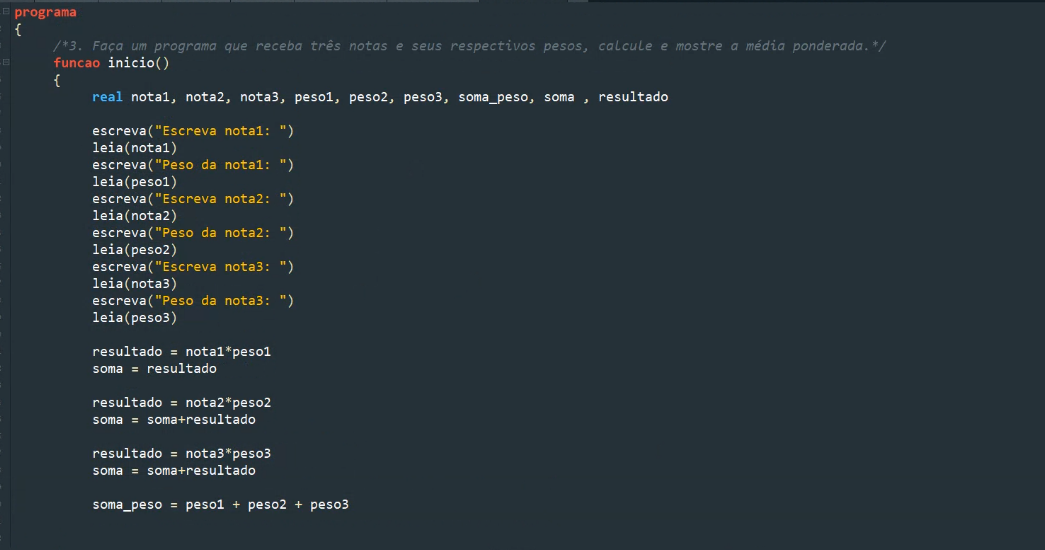 programa
{
/*3. Faça um programa que receba três notas e seus respectivos pesos, calcule e mostre a média ponderada.*/
funcao inicio()
{
real nota1, nota2, nota3, peso1, peso2, peso3, soma_peso, soma , resultado
escreva("Escreva nota1: ")
leia(nota1)
escreva("Peso da nota1: ")
leia(peso1)
escreva("Escreva nota2: ")
leia(nota2)
escreva("Peso da nota2: ")
leia(peso2)
escreva("Escreva nota3: ")
leia(nota3)
escreva("Peso da nota3: ")
leia(peso3)
resultado = nota1*peso1
soma = resultado
resultado = nota2*peso2
soma = soma+resultado
resultado = nota3*peso3
soma = soma+resultado
soma_peso = peso1 + peso2 + peso3